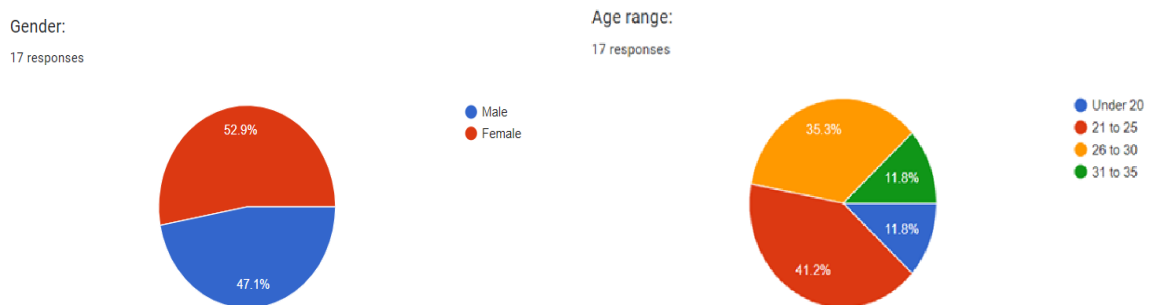 Gender:
17 responses
Male
Female
52.9%
47.1%
Age range:
17 responses
Under 20
21 to 25
26 to 30
31 to 35
35.3%
11.8%
11.8%
41.2%